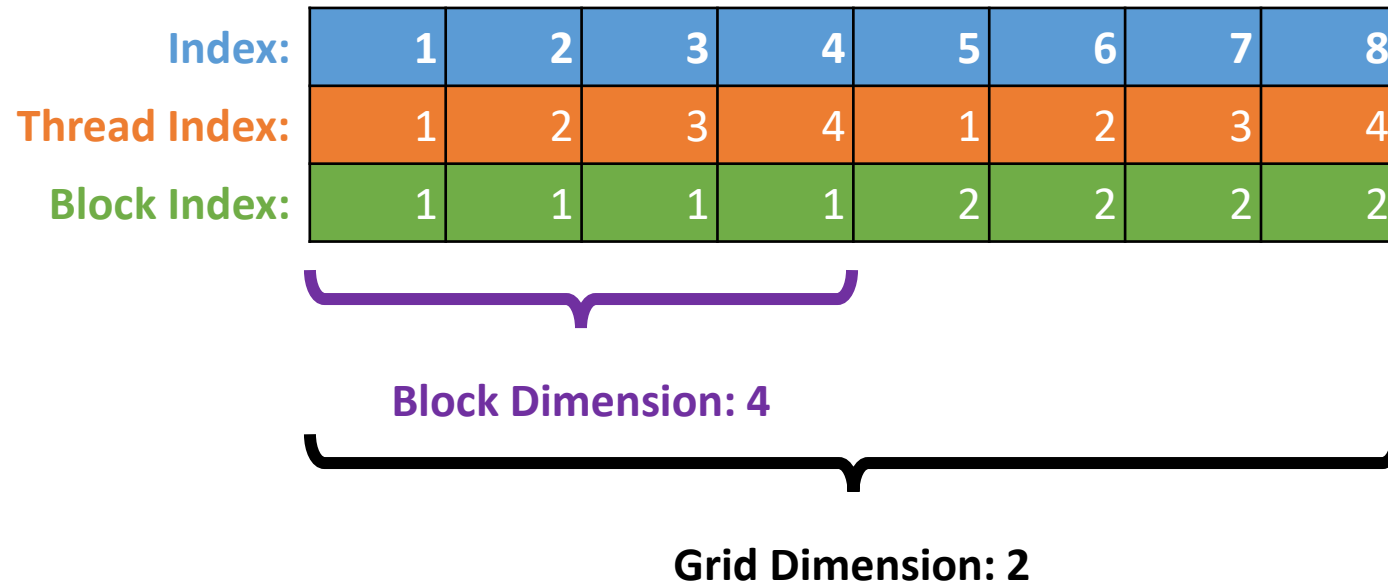 Index: 1 2 3 4 5 6 7 8
Thread Index: 1 2 3 4 1 2 3 4
Block Index: 1 1 1 1 2 2 2 2
Block Dimension: 4
Grid Dimension: 2